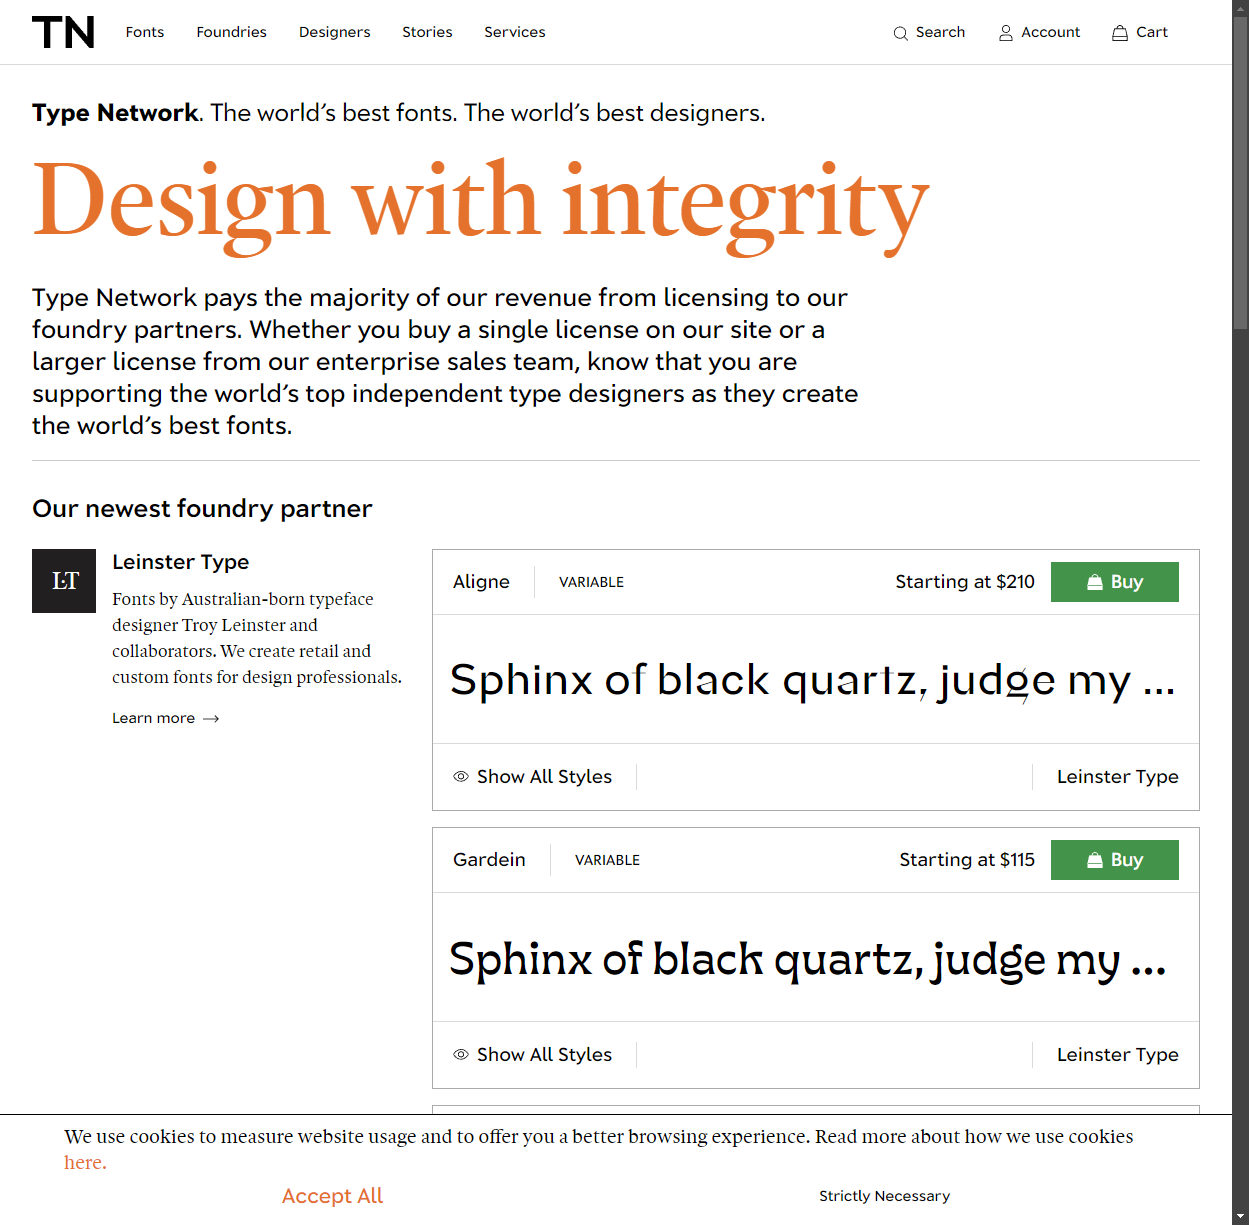 TN Fonts Foundries Designers Stories Services Search Account Cart
Type Network. The world's best fonts. The world's best designers.
Design with integrity
Type Network pays the majority of our revenue from licensing to our
foundry partners. Whether you buy a single license on our site or a
larger license from our enterprise sales team, know that you are
supporting the world's top independent type designers as they create
the world's best fonts.
Our newest foundry partner
LT
Leinster Type
Fonts by Australian-born typeface
designer Troy Leinster and
collaborators. We create retail and
custom fonts for design professionals.
Learn more →
Aligne VARIABLE Starting at $210 Buy
Sphinx of black quartz, judge my ...
Show All Styles Leinster Type
Gardein VARIABLE Starting at $115 Buy
Sphinx of black quartz, judge my ...
Show All Styles Leinster Type
We use cookies to measure website usage and to offer you a better browsing experience. Read more about how we use cookies
here.
Accept All Strictly Necessary